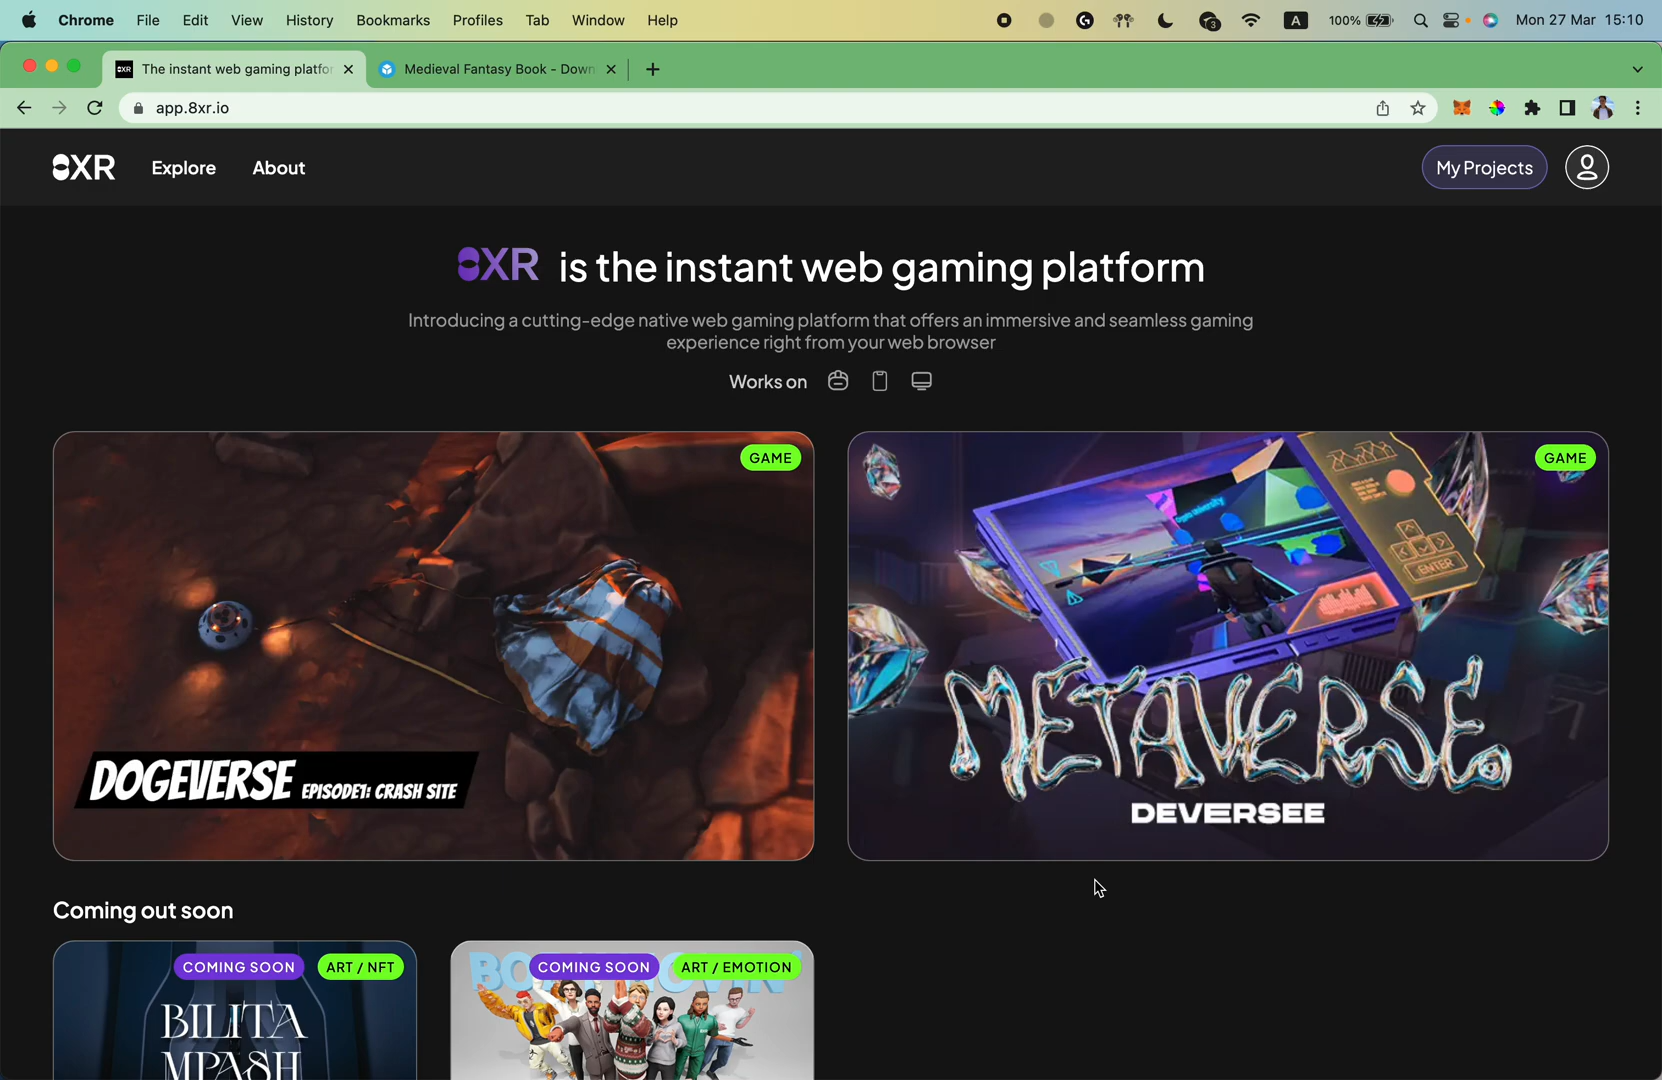 Chrome File Edit View History Bookmarks Profiles Tab Window Help
3 A 100% Mon 27 Mar 15:10
8XR The instant web gaming platfor
Medieval Fantasy Book - Down
app.8xr.io
8XR Explore About My Projects
8XR is the instant web gaming platform
Introducing a cutting-edge native web gaming platform that offers an immersive and seamless gaming
experience right from your web browser
Works on
GAME
DOGEVERSE EPISODE1: CRASH SITE
GAME
ENTER
METAVERSE
DEVERSEE
Coming out soon
COMING SOON ART / NFT
BILITA
MPASH
COMING SOON ART / EMOTION